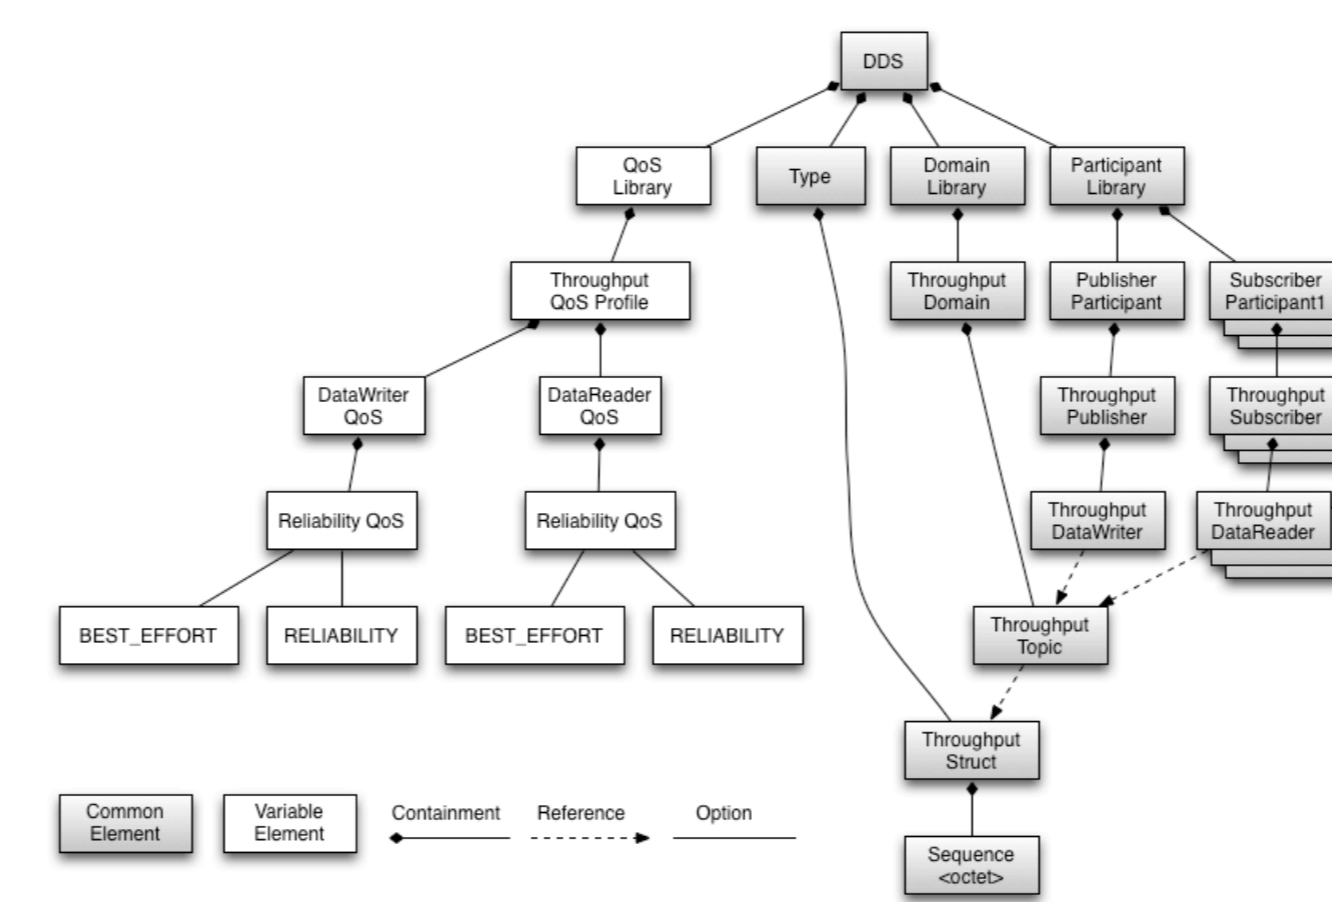 DDS
QoS
Library
Type
Domain
Library
Participant
Library
Throughput
QoS Profile
Throughput
Domain
Publisher
Participant
Subscriber
Participant1
DataWriter
QoS
DataReader
QoS
Throughput
Publisher
Throughput
Subscriber
Reliability QoS
Reliability QoS
Throughput
DataWriter
Throughput
DataReader
BEST_EFFORT
RELIABILITY
BEST_EFFORT
RELIABILITY
Throughput
Topic
Throughput
Struct
Common
Element
Variable
Element
Containment
Reference
Option
Sequence
<octet>